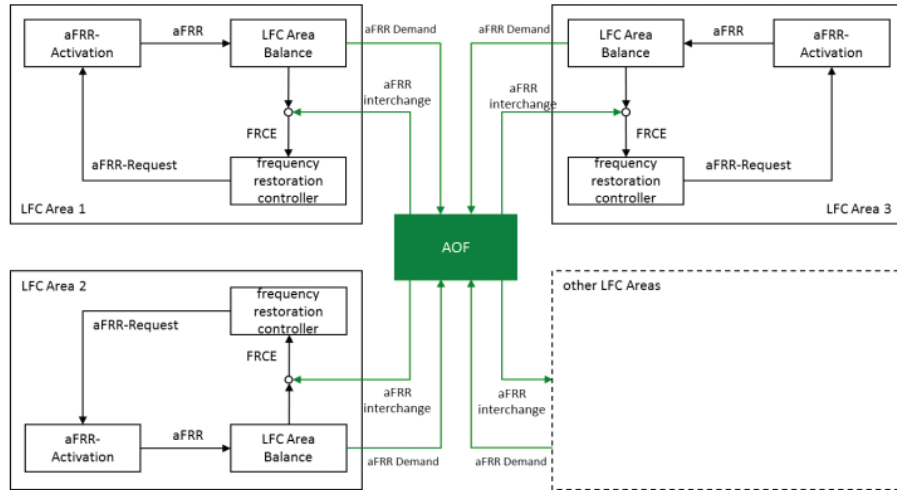 aFRR-
Activation
aFRR
LFC Area
Balance
aFRR Demand
aFRR
interchange
FRCE
aFRR-Request
frequency
restoration
controller
LFC Area 1
aFRR Demand
LFC Area
Balance
aFRR
aFRR-
Activation
aFRR
interchange
FRCE
frequency
restoration
controller
aFRR-Request
LFC Area 3
AOF
LFC Area 2
frequency
restoration
controller
aFRR-Request
FRCE
aFRR
interchange
aFRR-
Activation
aFRR
LFC Area
Balance
aFRR Demand
other LFC Areas
aFRR
interchange
aFRR Demand